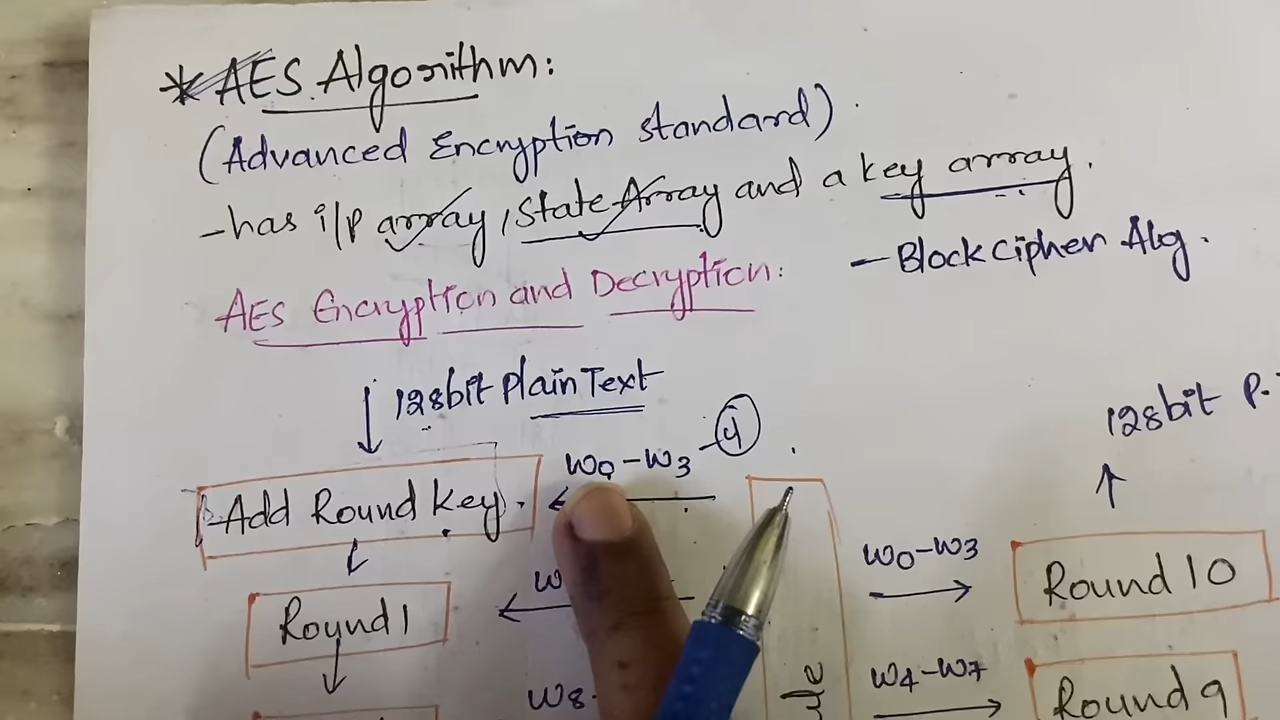 * AES Algorithm:
(Advanced Encryption standard)
- has i/p array, State Array and a key array.
- Block Cipher Alg.
AES Encryption and Decryption:
128bit Plain Text
128bit P.
w0-w3 - 4
Add Round Key.
w0-w3
Round 10
w
Round 1
w4-w7
Round 9
w8-